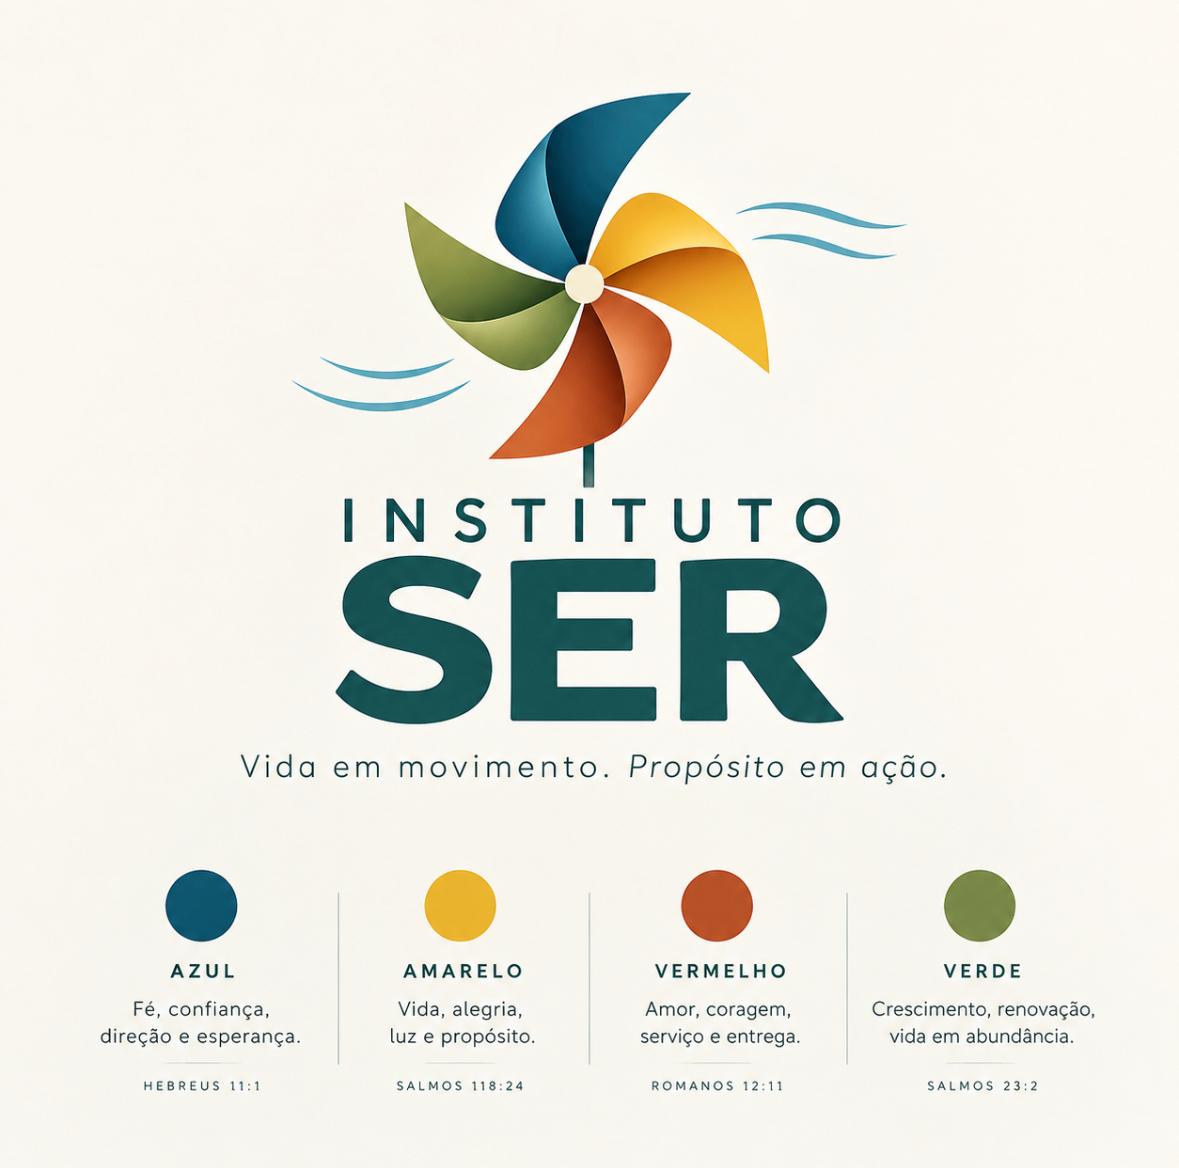 INSTITUTO
SER
Vida em movimento. Propósito em ação.
AZUL
Fé, confiança,
direção e esperança.
HEBREUS 11:1
AMARELO
Vida, alegria,
luz e propósito.
SALMOS 118:24
VERMELHO
Amor, coragem,
serviço e entrega.
ROMANOS 12:11
VERDE
Crescimento, renovação,
vida em abundância.
SALMOS 23:2